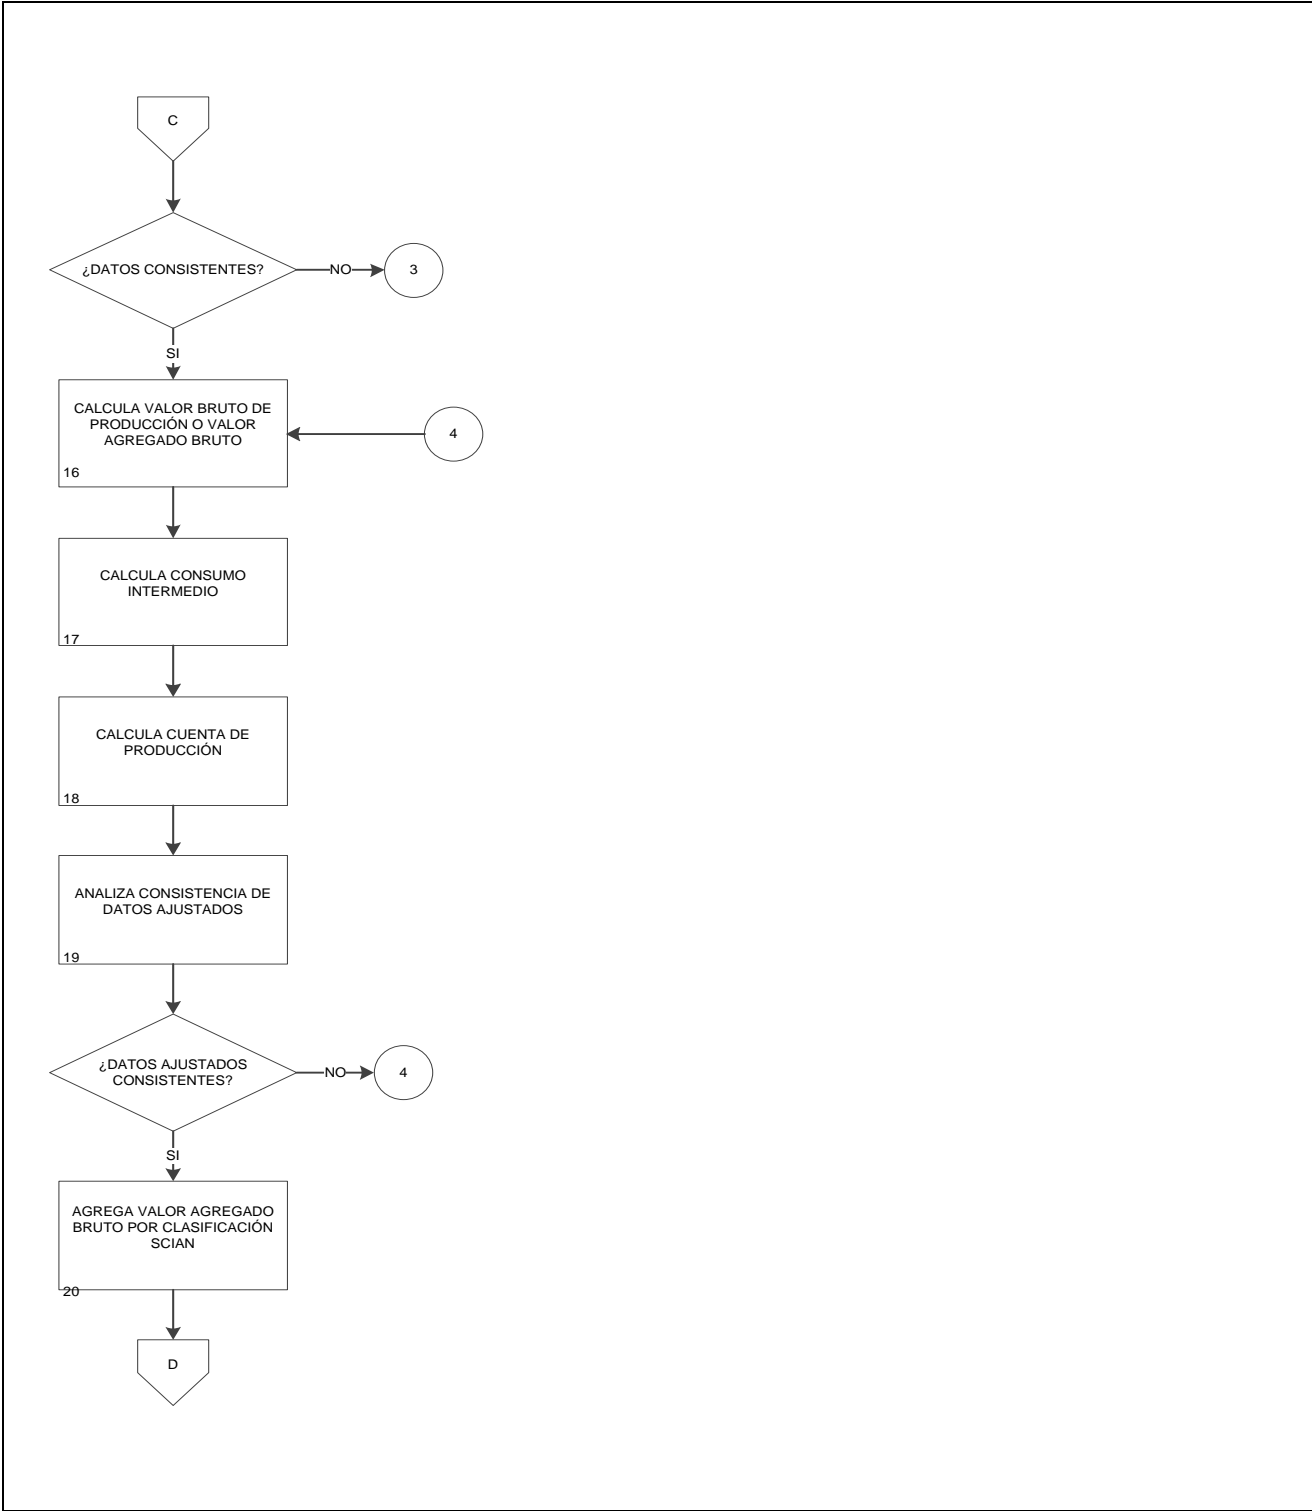 C
¿DATOS CONSISTENTES?
NO
3
SI
CALCULA VALOR BRUTO DE
PRODUCCIÓN O VALOR
AGREGADO BRUTO
16
4
CALCULA CONSUMO
INTERMEDIO
17
CALCULA CUENTA DE
PRODUCCIÓN
18
ANALIZA CONSISTENCIA DE
DATOS AJUSTADOS
19
¿DATOS AJUSTADOS
CONSISTENTES?
NO
4
SI
AGREGA VALOR AGREGADO
BRUTO POR CLASIFICACIÓN
SCIAN
20
D